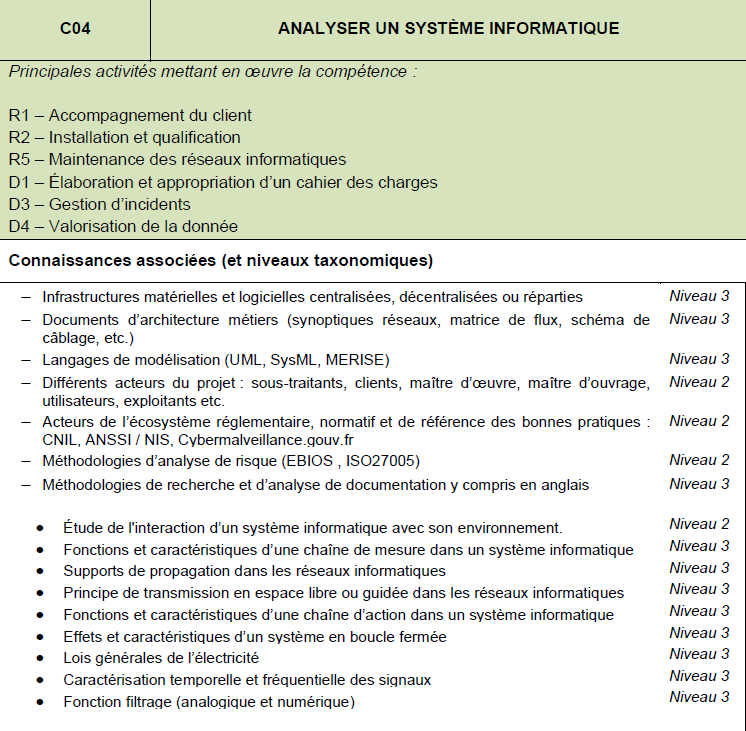 C04 ANALYSER UN SYSTÈME INFORMATIQUE
Principales activités mettant en œuvre la compétence :
R1 – Accompagnement du client
R2 – Installation et qualification
R5 – Maintenance des réseaux informatiques
D1 – Élaboration et appropriation d’un cahier des charges
D3 – Gestion d’incidents
D4 – Valorisation de la donnée
Connaissances associées (et niveaux taxonomiques)
– Infrastructures matérielles et logicielles centralisées, décentralisées ou réparties Niveau 3
– Documents d’architecture métiers (synoptiques réseaux, matrice de flux, schéma de Niveau 3
câblage, etc.)
– Langages de modélisation (UML, SysML, MERISE) Niveau 3
– Différents acteurs du projet : sous-traitants, clients, maître d’œuvre, maître d’ouvrage, Niveau 2
utilisateurs, exploitants etc.
– Acteurs de l’écosystème réglementaire, normatif et de référence des bonnes pratiques : Niveau 2
CNIL, ANSSI / NIS, Cybermalveillance.gouv.fr
– Méthodologies d’analyse de risque (EBIOS , ISO27005) Niveau 2
– Méthodologies de recherche et d’analyse de documentation y compris en anglais Niveau 3
● Étude de l'interaction d’un système informatique avec son environnement. Niveau 2
● Fonctions et caractéristiques d’une chaîne de mesure dans un système informatique Niveau 3
● Supports de propagation dans les réseaux informatiques Niveau 3
● Principe de transmission en espace libre ou guidée dans les réseaux informatiques Niveau 3
● Fonctions et caractéristiques d’une chaîne d’action dans un système informatique Niveau 3
● Effets et caractéristiques d’un système en boucle fermée Niveau 3
● Lois générales de l’électricité Niveau 3
● Caractérisation temporelle et fréquentielle des signaux Niveau 3
● Fonction filtrage (analogique et numérique) Niveau 3